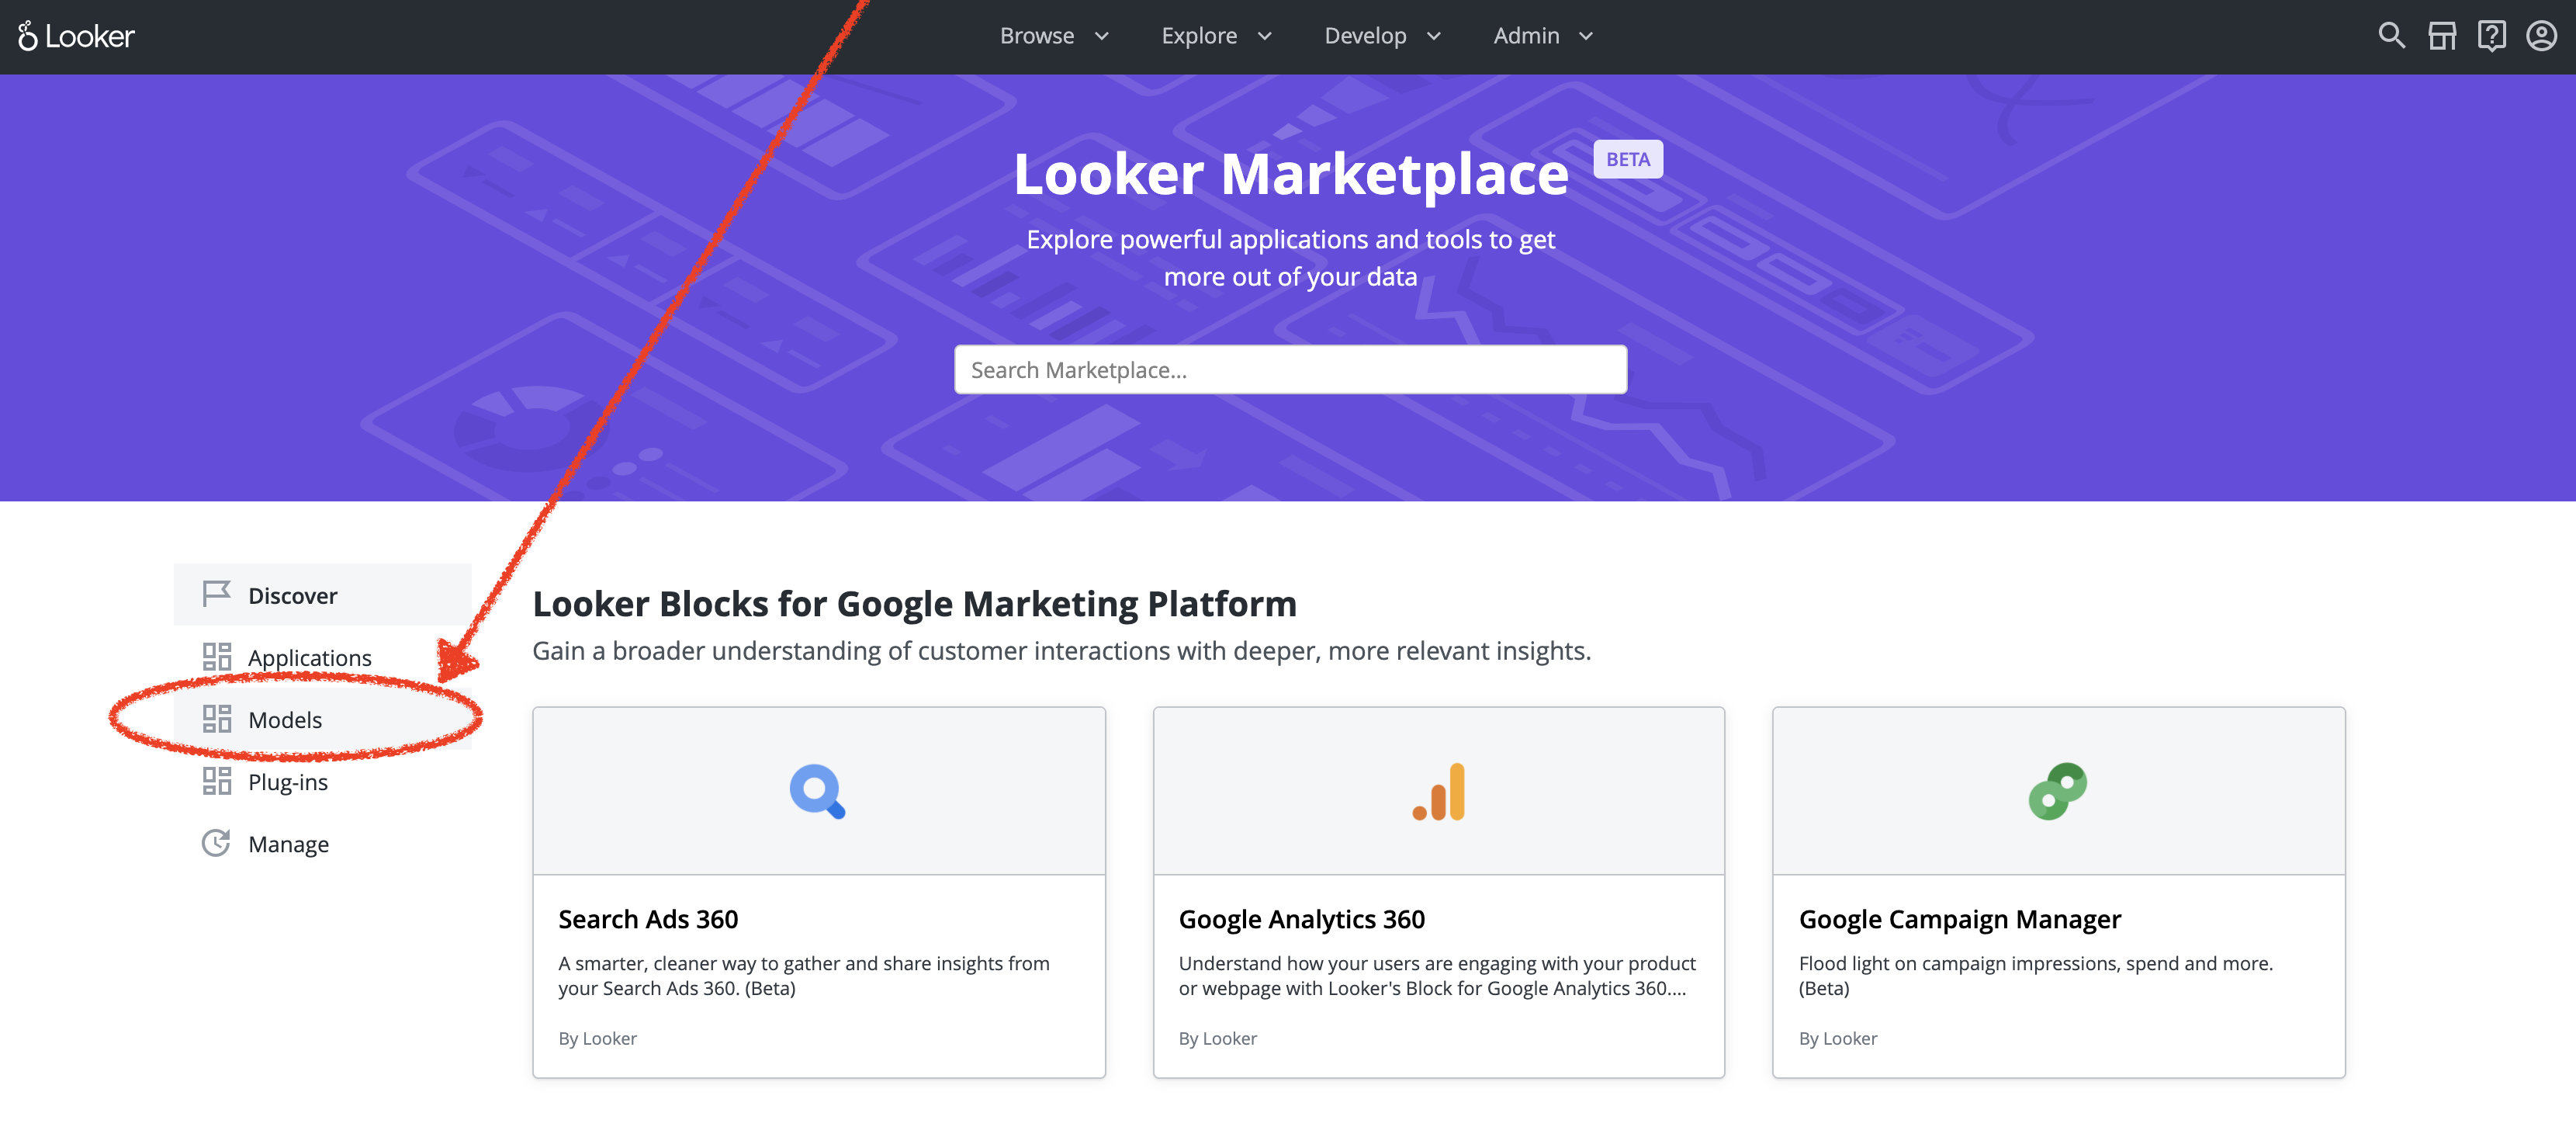 Looker
Browse Explore Develop Admin
Looker Marketplace BETA
Explore powerful applications and tools to get
more out of your data
Search Marketplace...
Discover
Applications
Models
Plug-ins
Manage
Looker Blocks for Google Marketing Platform
Gain a broader understanding of customer interactions with deeper, more relevant insights.
Search Ads 360
A smarter, cleaner way to gather and share insights from
your Search Ads 360. (Beta)
By Looker
Google Analytics 360
Understand how your users are engaging with your product
or webpage with Looker's Block for Google Analytics 360....
By Looker
Google Campaign Manager
Flood light on campaign impressions, spend and more.
(Beta)
By Looker